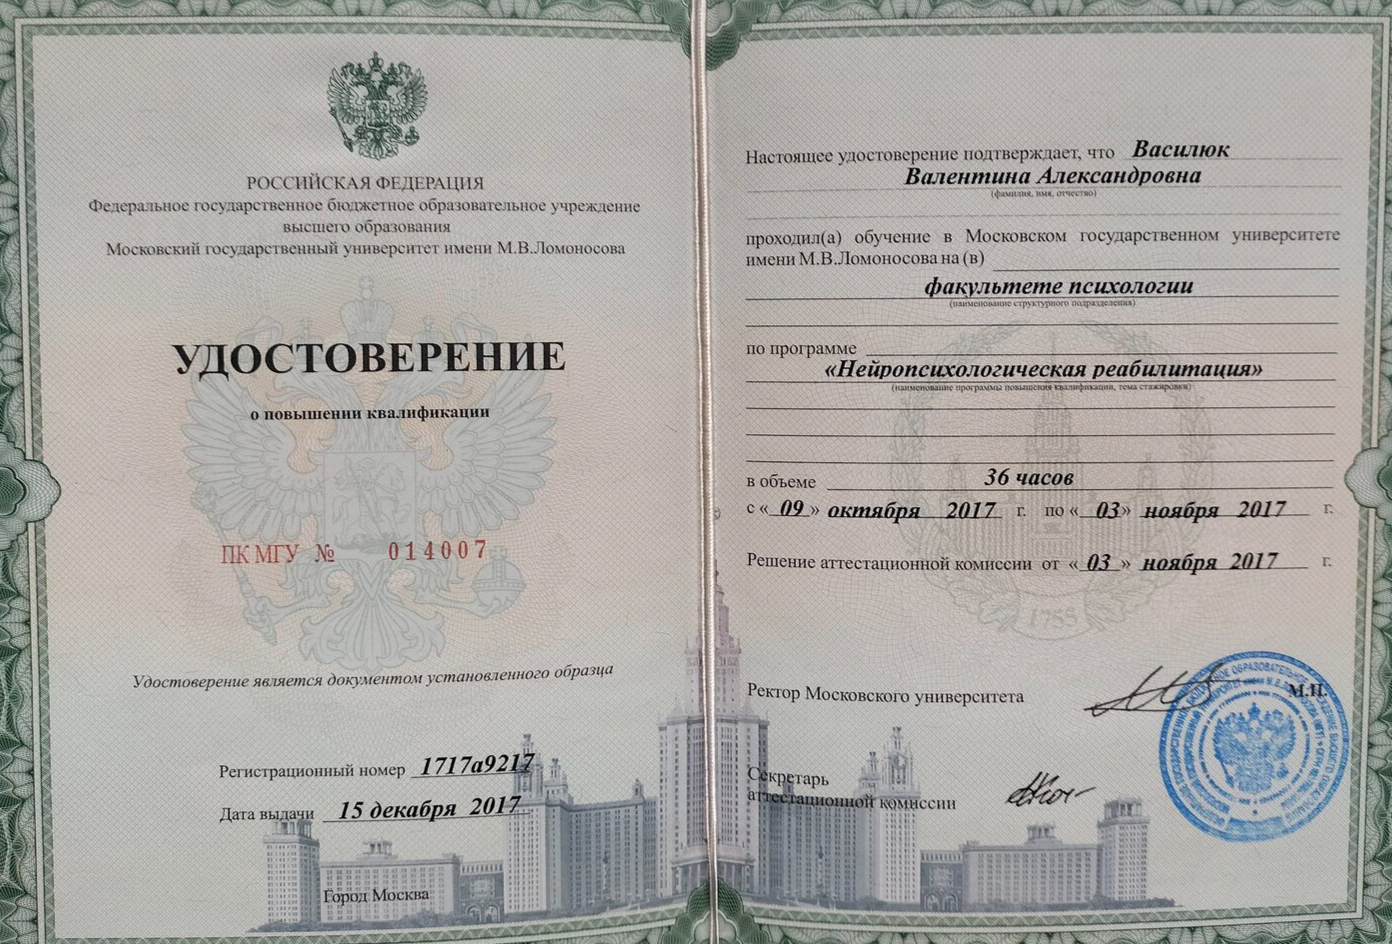 РОССИЙСКАЯ ФЕДЕРАЦИЯ
Федеральное государственное бюджетное образовательное учреждение
высшего образования
Московский государственный университет имени М.В.Ломоносова
УДОСТОВЕРЕНИЕ
о повышении квалификации
ПК МГУ № 014007
Удостоверение является документом установленного образца
Регистрационный номер 1717а9217
Дата выдачи 15 декабря 2017
Город Москва
Настоящее удостоверение подтверждает, что Василюк
Валентина Александровна
(фамилия, имя, отчество)
проходил(а) обучение в Московском государственном университете
имени М.В.Ломоносова на (в)
факультете психологии
(наименование структурного подразделения)
по программе
«Нейропсихологическая реабилитация»
(наименование программы повышения квалификации, тема стажировки)
в объеме 36 часов
с «09» октября 2017 г. по «03» ноября 2017 г.
Решение аттестационной комиссии от «03» ноября 2017 г.
1755
Ректор Московского университета
М.П.
Секретарь
аттестационной комиссии